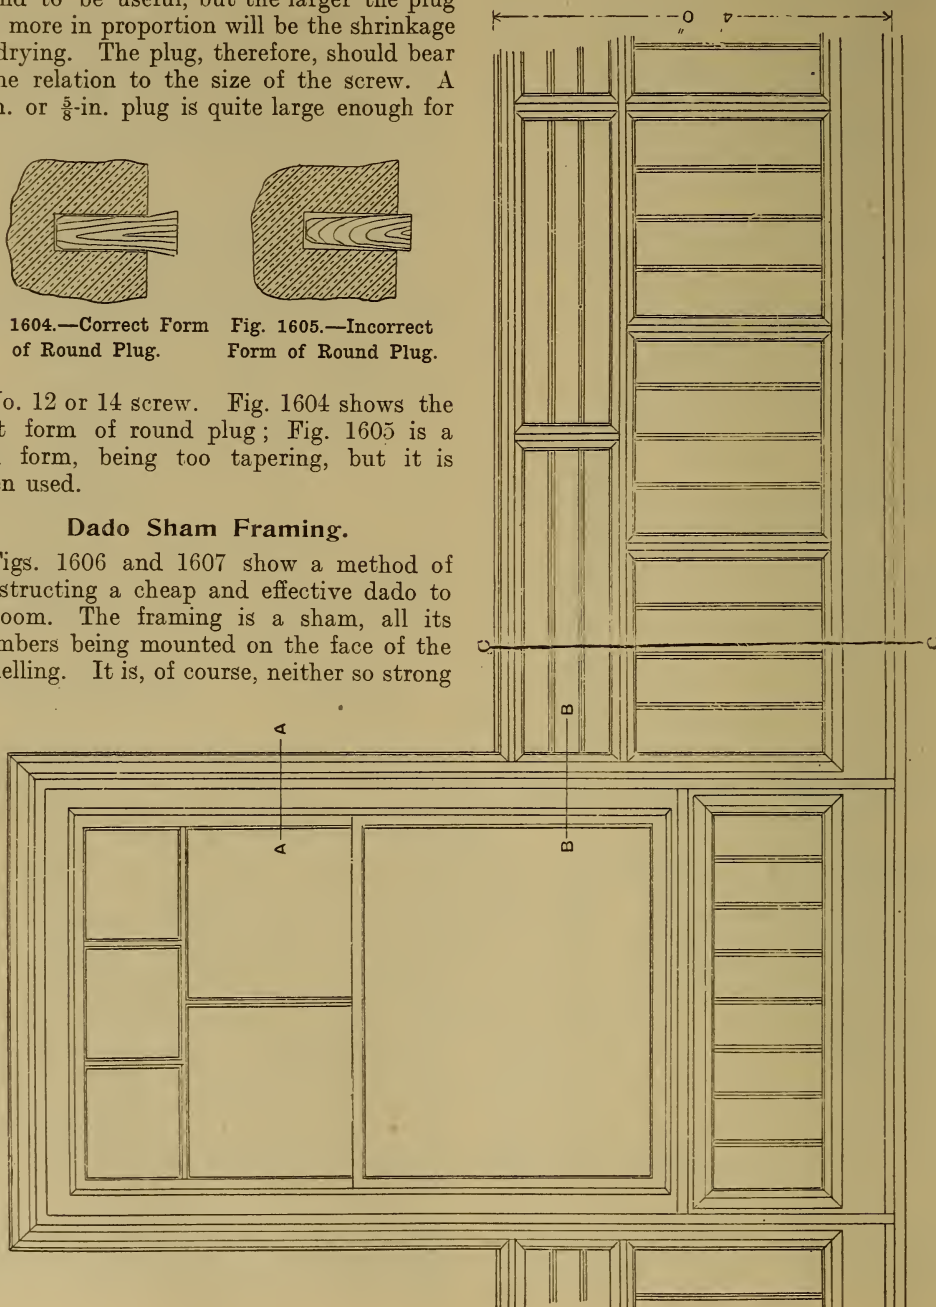 to be useful, but the larger the plug
more in proportion will be the shrinkage
drying. The plug, therefore, should bear
relation to the size of the screw. A
or ⅝-in. plug is quite large enough for
1604.—Correct Form
of Round Plug.
Fig. 1605.—Incorrect
Form of Round Plug.
12 or 14 screw. Fig. 1604 shows the
form of round plug; Fig. 1605 is a
form, being too tapering, but it is
used.
Dado Sham Framing.
Figs. 1606 and 1607 show a method of
structing a cheap and effective dado to
room. The framing is a sham, all its
mbers being mounted on the face of the
elling. It is, of course, neither so strong
4' 0"
A
A
B
B
C
C